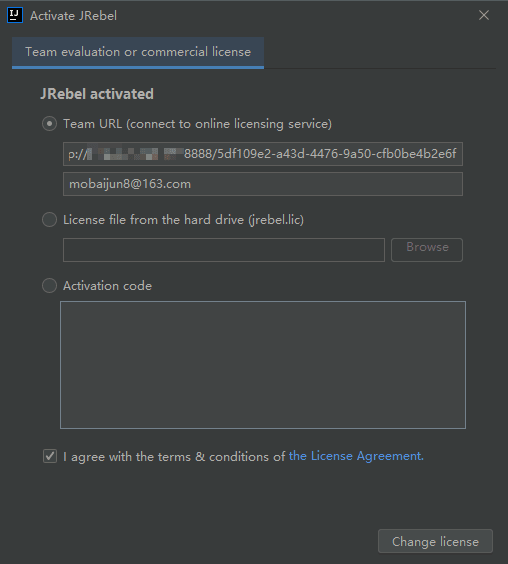 IJ
Activate JRebel
Team evaluation or commercial license
JRebel activated
Team URL (connect to online licensing service)
p://8888/5df109e2-a43d-4476-9a50-cfb0be4b2e6f
mobaijun8@163.com
License file from the hard drive (jrebel.lic)
Browse
Activation code
I agree with the terms & conditions of the License Agreement.
Change license